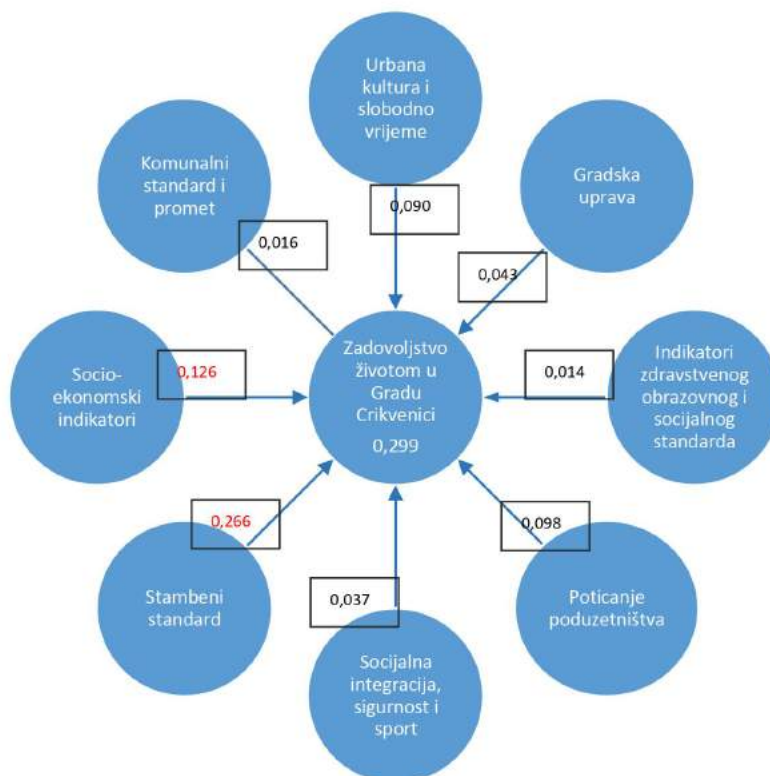 Urbana
kultura i
slobodno
vrijeme
0,090
Gradska
uprava
0,043
Indikatori
zdravstvenog
obrazovnog i
socijalnog
standarda
0,014
Poticanje
poduzetništva
0,098
Socijalna
integracija,
sigurnost i
sport
0,037
Stambeni
standard
0,266
Socio-
ekonomski
indikatori
0,126
Komunalni
standard i
promet
0,016
Zadovoljstvo
životom u
Gradu
Crikvenici
0,299